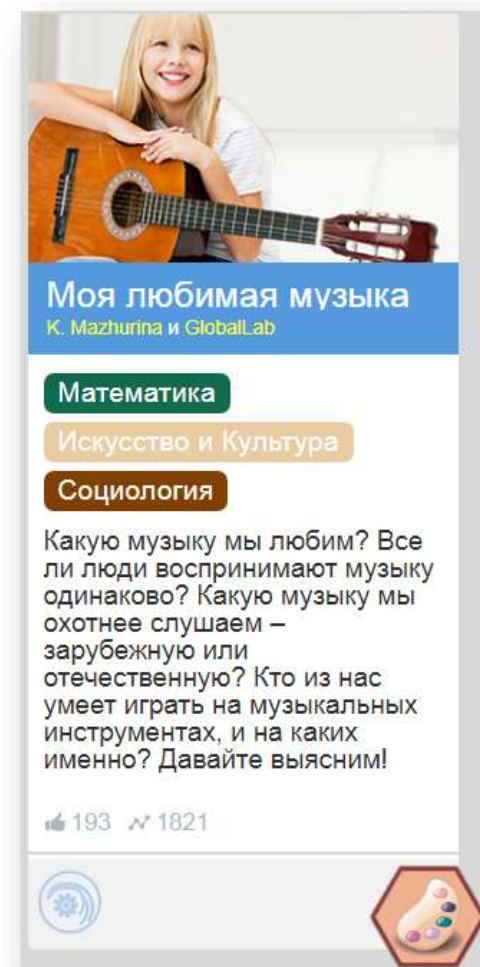 Моя любимая музыка
K. Mazhurina и GlobalLab
Математика
Искусство и Культура
Социология
Какую музыку мы любим? Все
ли люди воспринимают музыку
одинаково? Какую музыку мы
охотнее слушаем –
зарубежную или
отечественную? Кто из нас
умеет играть на музыкальных
инструментах, и на каких
именно? Давайте выясним!
193 1821